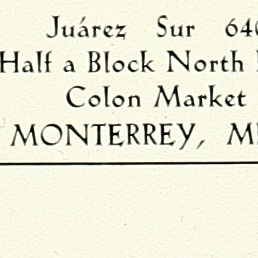 Juárez Sur 640
Half a Block North
Colon Market
MONTERREY,